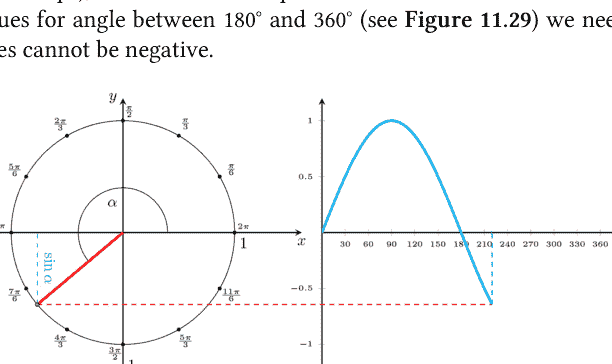 ues for angle between 180° and 360° (see Figure 11.29) we nee
es cannot be negative.
y
π/2
2π/3
π/3
5π/6
π/6
α
π
2π
1
x
sin α
7π/6
11π/6
4π/3
5π/3
3π/2
1
1
0.5
30 60 90 120 150 180 210 240 270 300 330 360
−0.5
−1